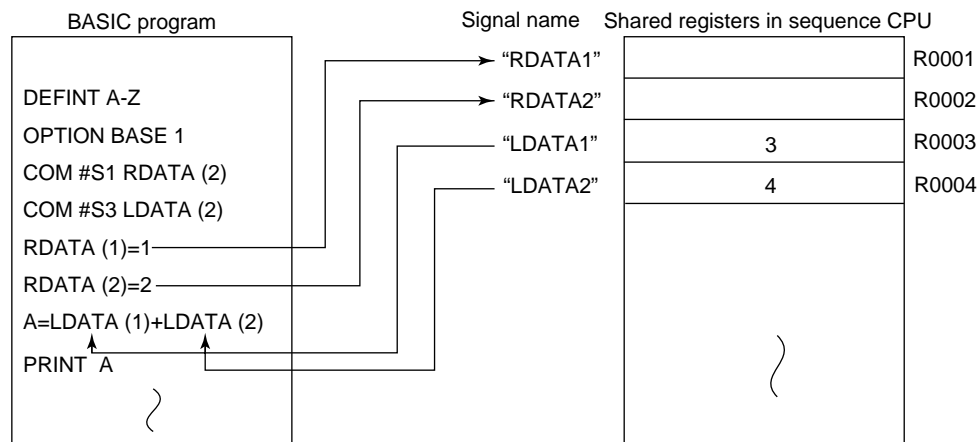 BASIC program
Signal name
Shared registers in sequence CPU
“RDATA1”
R0001
DEFINT A-Z
“RDATA2”
R0002
OPTION BASE 1
“LDATA1”
3
R0003
COM #S1 RDATA (2)
“LDATA2”
4
R0004
COM #S3 LDATA (2)
RDATA (1)=1
RDATA (2)=2
A=LDATA (1)+LDATA (2)
PRINT A